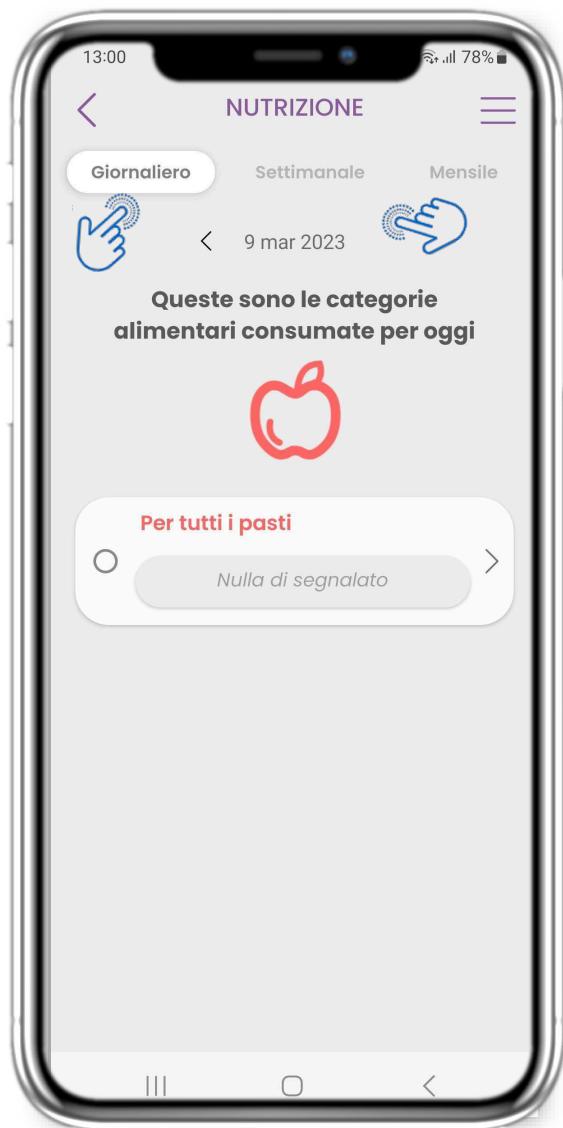 13:00 78%
NUTRIZIONE
Giornaliero Settimanale Mensile
9 mar 2023
Queste sono le categorie
alimentari consumate per oggi
Per tutti i pasti
Nulla di segnalato